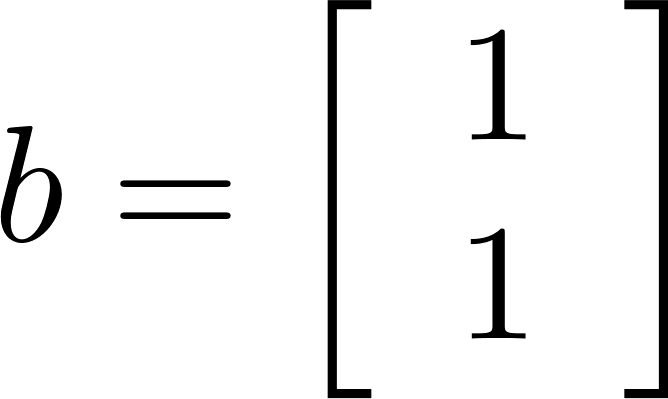 b = [ 1
1 ]